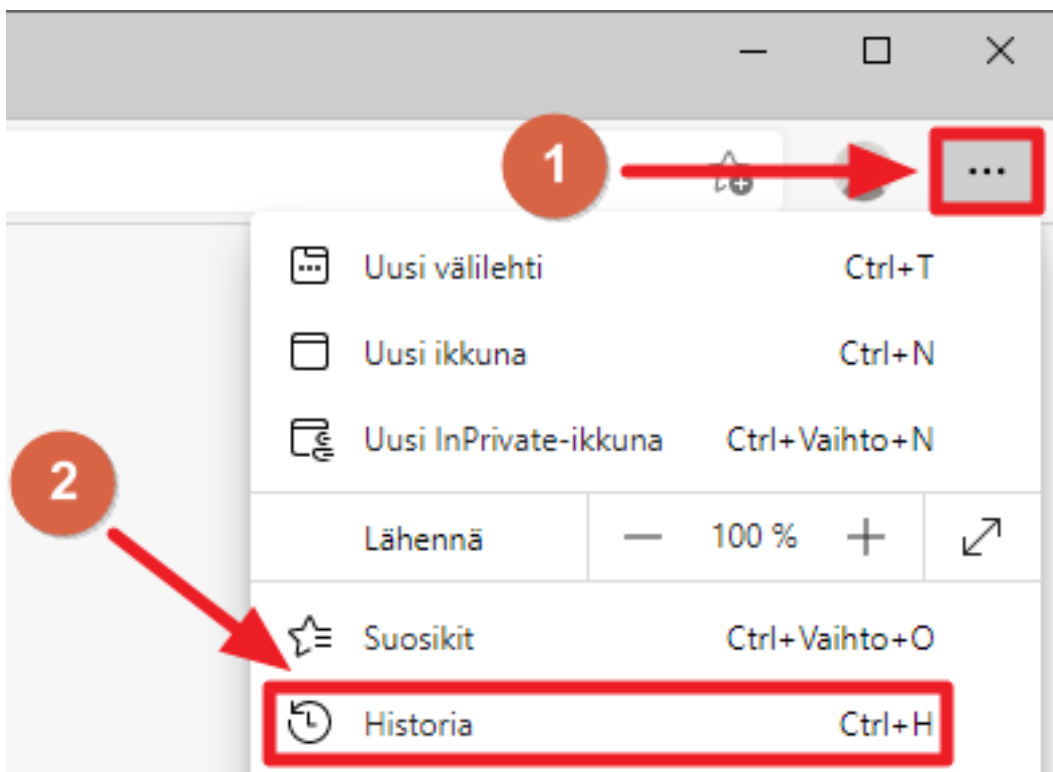 1
Uusi välilehti Ctrl+T
Uusi ikkuna Ctrl+N
Uusi InPrivate-ikkuna Ctrl+Vaihto+N
2
Lähennä 100 %
Suosikit Ctrl+Vaihto+O
Historia Ctrl+H